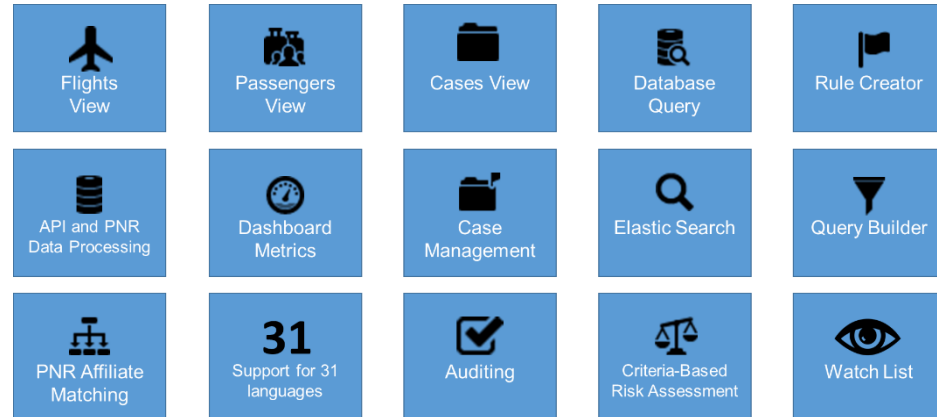 Flights
View
Passengers
View
Cases View
Database
Query
Rule Creator
API and PNR
Data Processing
Dashboard
Metrics
Case
Management
Elastic Search
Query Builder
PNR Affiliate
Matching
31
Support for 31
languages
Auditing
Criteria-Based
Risk Assessment
Watch List